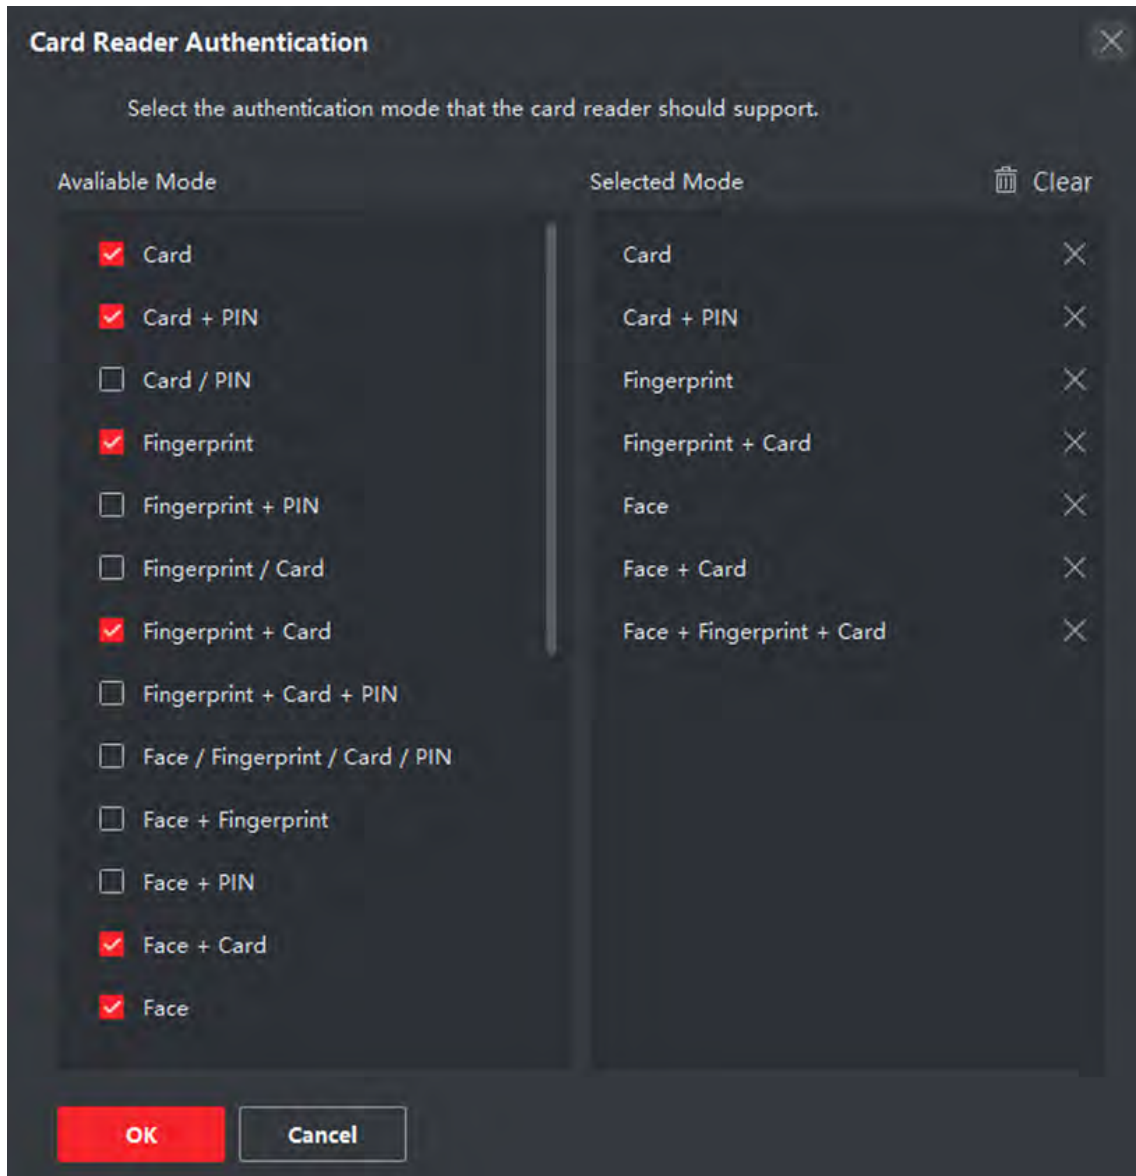 Card Reader Authentication
Select the authentication mode that the card reader should support.
Avaliable Mode
Selected Mode
Clear
Card
Card + PIN
Card / PIN
Fingerprint
Fingerprint + PIN
Fingerprint / Card
Fingerprint + Card
Fingerprint + Card + PIN
Face / Fingerprint / Card / PIN
Face + Fingerprint
Face + PIN
Face + Card
Face
Card
Card + PIN
Fingerprint
Fingerprint + Card
Face
Face + Card
Face + Fingerprint + Card
OK
Cancel